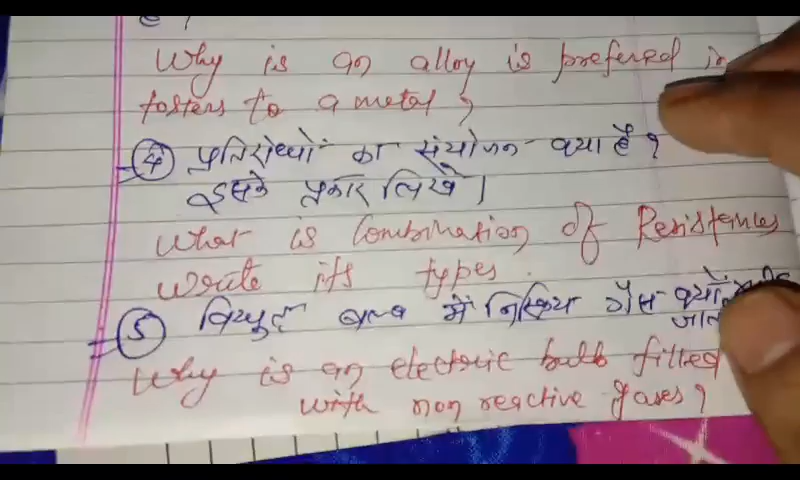 है ?
Why is an alloy is preferred in
tosters to a metal ?
④ प्रतिरोधों का संयोजन क्या है ?
इसके प्रकार लिखें ।
What is Combination of Resistances
write its types .
⑤ विद्युत बल्ब में निष्क्रिय गैस क्यों
जात
Why is an electric bulb filled
with non reactive gases ?